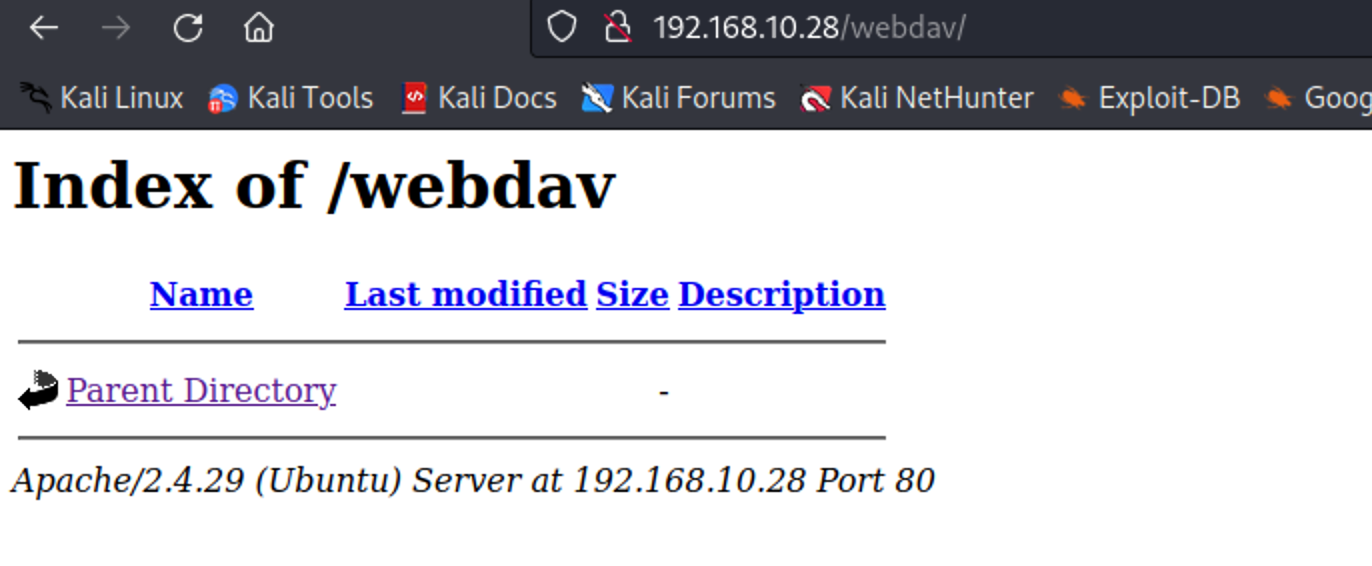 192.168.10.28/webdav/
Kali Linux Kali Tools Kali Docs Kali Forums Kali NetHunter Exploit-DB Goog
Index of /webdav
Name Last modified Size Description
Parent Directory -
Apache/2.4.29 (Ubuntu) Server at 192.168.10.28 Port 80